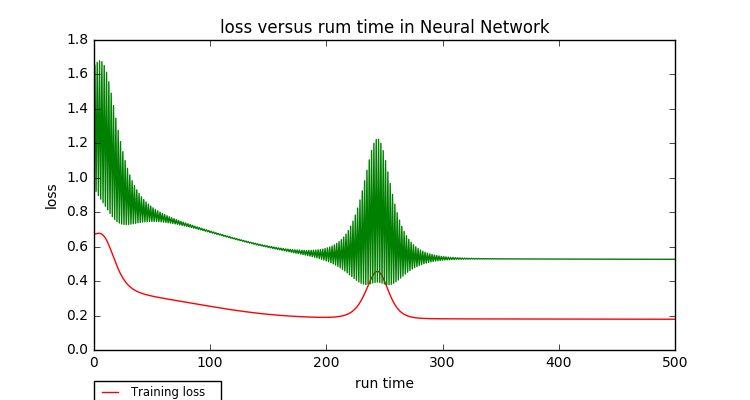 loss versus rum time in Neural Network
1.8
1.6
1.4
1.2
1.0
0.8
0.6
0.4
0.2
0.0
loss
0 100 200 300 400 500
run time
Training loss